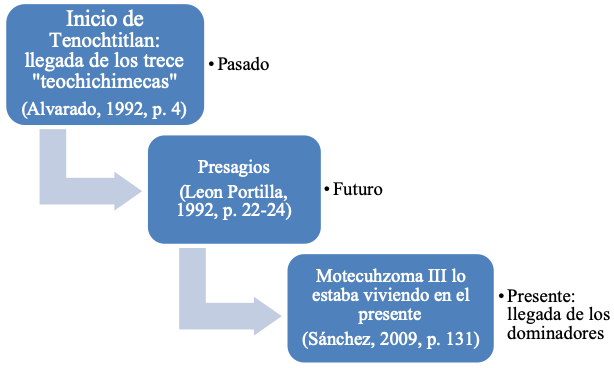 Inicio de
Tenochtitlan:
llegada de los trece
"teochichimecas"
(Alvarado, 1992, p. 4)
• Pasado
Presagios
(Leon Portilla,
1992, p. 22-24)
• Futuro
Motecuhzoma III lo
estaba viviendo en el
presente
(Sánchez, 2009, p. 131)
• Presente:
llegada de los
dominadores